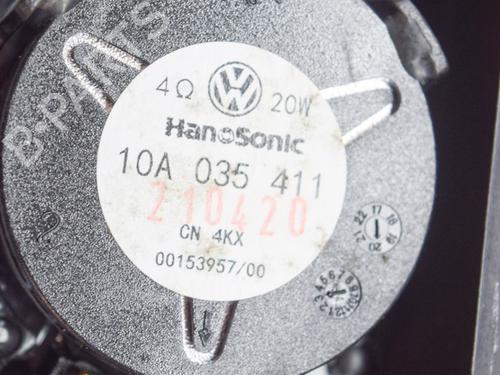 4Ω 20W
HanoSonic
10A 035 411
210420
CN 4KX
00153957/00
B-PARTS